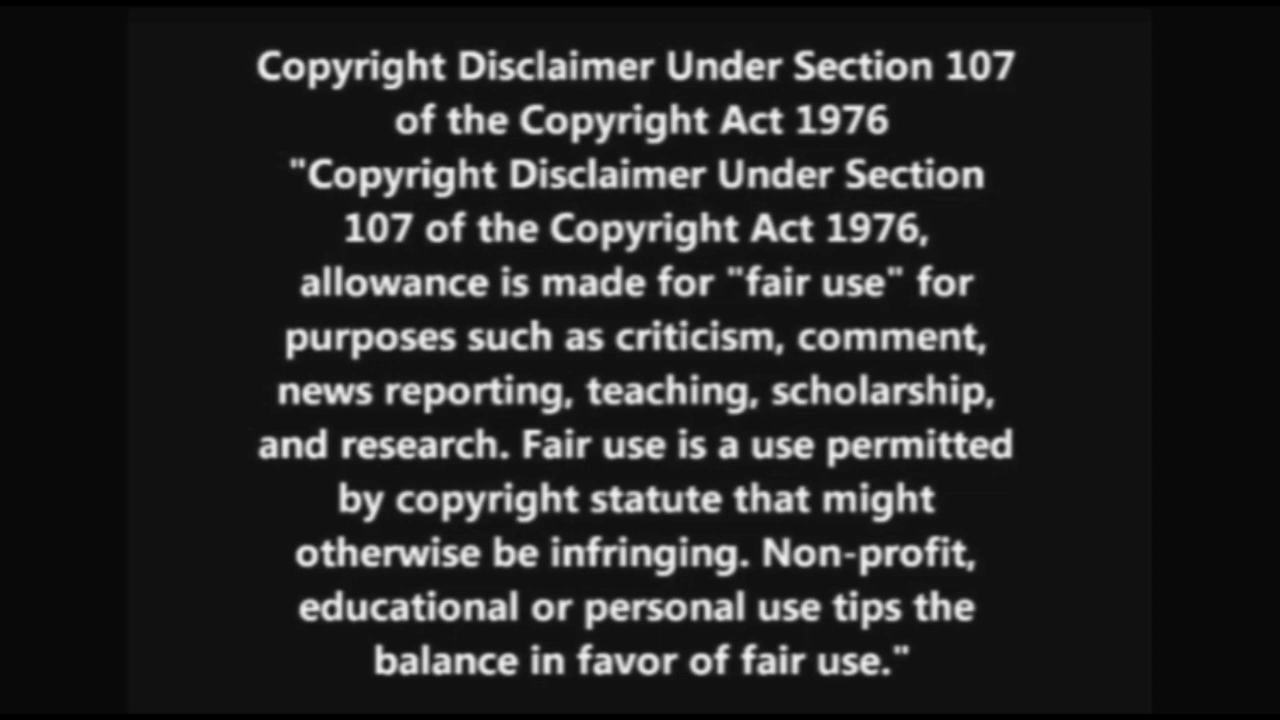 Copyright Disclaimer Under Section 107
of the Copyright Act 1976
"Copyright Disclaimer Under Section
107 of the Copyright Act 1976,
allowance is made for "fair use" for
purposes such as criticism, comment,
news reporting, teaching, scholarship,
and research. Fair use is a use permitted
by copyright statute that might
otherwise be infringing. Non-profit,
educational or personal use tips the
balance in favor of fair use."